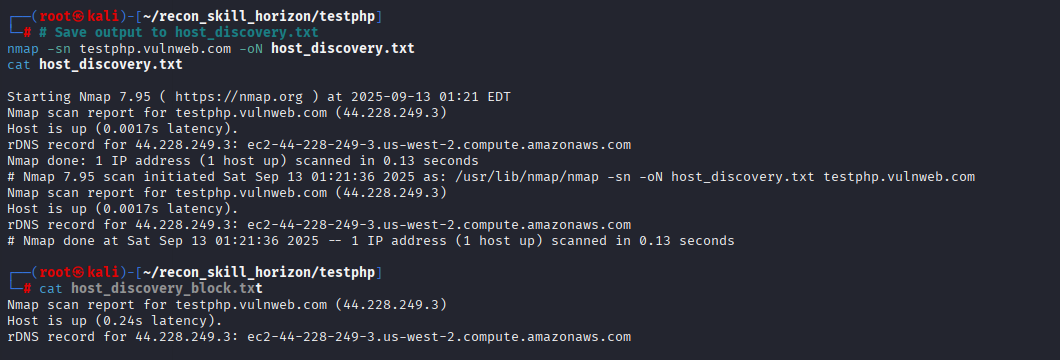 ┌──(root㉿kali)-[~/recon_skill_horizon/testphp]
└─# # Save output to host_discovery.txt
nmap -sn testphp.vulnweb.com -oN host_discovery.txt
cat host_discovery.txt
Starting Nmap 7.95 ( https://nmap.org ) at 2025-09-13 01:21 EDT
Nmap scan report for testphp.vulnweb.com (44.228.249.3)
Host is up (0.0017s latency).
rDNS record for 44.228.249.3: ec2-44-228-249-3.us-west-2.compute.amazonaws.com
Nmap done: 1 IP address (1 host up) scanned in 0.13 seconds
# Nmap 7.95 scan initiated Sat Sep 13 01:21:36 2025 as: /usr/lib/nmap/nmap -sn -oN host_discovery.txt testphp.vulnweb.com
Nmap scan report for testphp.vulnweb.com (44.228.249.3)
Host is up (0.0017s latency).
rDNS record for 44.228.249.3: ec2-44-228-249-3.us-west-2.compute.amazonaws.com
# Nmap done at Sat Sep 13 01:21:36 2025 -- 1 IP address (1 host up) scanned in 0.13 seconds
┌──(root㉿kali)-[~/recon_skill_horizon/testphp]
└─# cat host_discovery_block.txt
Nmap scan report for testphp.vulnweb.com (44.228.249.3)
Host is up (0.24s latency).
rDNS record for 44.228.249.3: ec2-44-228-249-3.us-west-2.compute.amazonaws.com